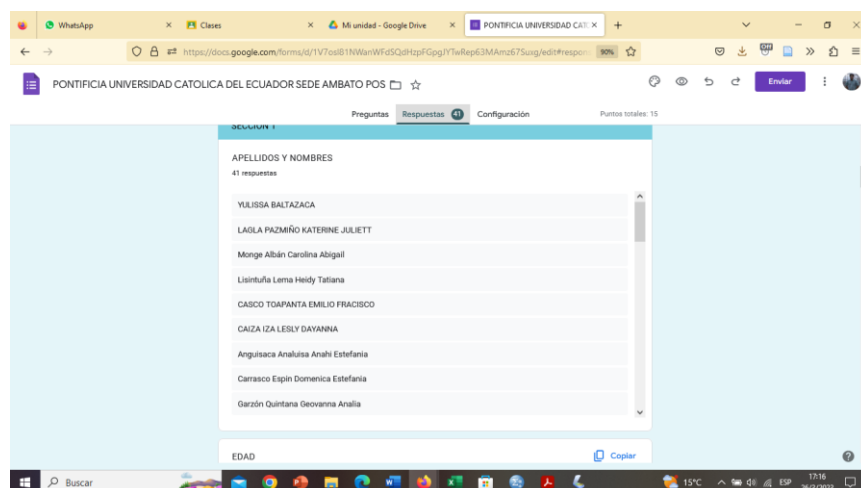 WhatsApp
Clases
Mi unidad - Google Drive
PONTIFICIA UNIVERSIDAD CATC
https://docs.google.com/forms/d/
90%
PONTIFICIA UNIVERSIDAD CATOLICA DEL ECUADOR SEDE AMBATO POS
Enviar
Preguntas
Respuestas 41
Configuración
Puntos totales: 15
SECCION 1
APELLIDOS Y NOMBRES
41 respuestas
YULISSA BALTAZACA
LAGLA PAZMIÑO KATERINE JULIETT
Monge Albán Carolina Abigail
Lisintuña Lema Heidy Tatiana
CASCO TOAPANTA EMILIO FRACISCO
CAIZA IZA LESLY DAYANNA
Anguisaca Analuisa Anahi Estefania
Carrasco Espin Domenica Estefania
Garzón Quintana Geovanna Analia
EDAD
Copiar
Buscar
15°C
ESP
17:16